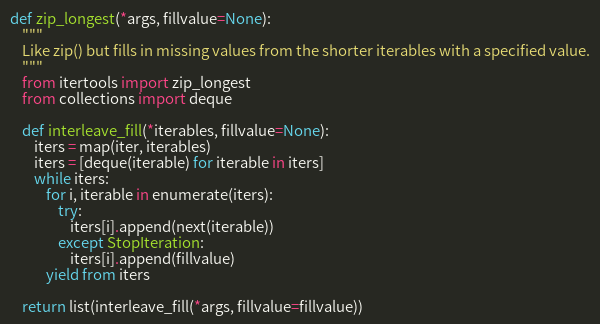 def zip_longest(*args, fillvalue=None):
    """
    Like zip() but fills in missing values from the shorter iterables with a specified value.
    """
    from itertools import zip_longest
    from collections import deque

    def interleave_fill(*iterables, fillvalue=None):
        iters = map(iter, iterables)
        iters = [deque(iterable) for iterable in iters]
        while iters:
            for i, iterable in enumerate(iters):
                try:
                    iters[i].append(next(iterable))
                except StopIteration:
                    iters[i].append(fillvalue)
            yield from iters

    return list(interleave_fill(*args, fillvalue=fillvalue))